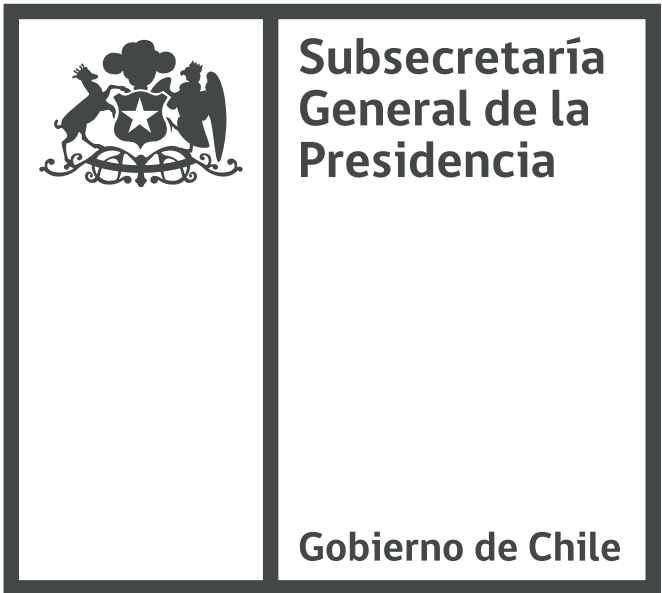 Subsecretaría
General de la
Presidencia
Gobierno de Chile